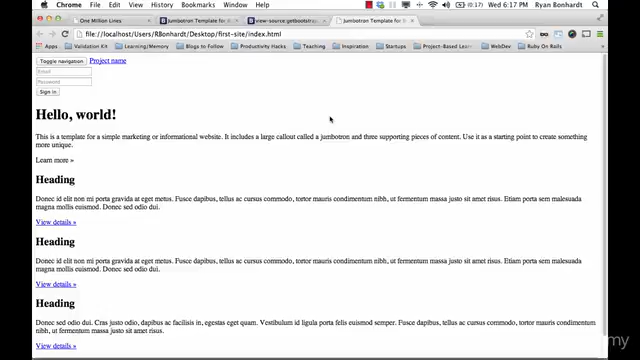 Chrome File Edit View History Bookmarks Window Help (0:17) Wed 6:17 PM Ryan Bonhardt
One Million Lines Jumbotron Template for view-source:getbootstrap Jumbotron Template for B
file://localhost/Users/RBonhardt/Desktop/first-site/index.html
Apps Validation Kit Learning/Memory Blogs to Follow Productivity Hacks Teaching Inspiration Startups Project-Based Lear WebDev Ruby On Rails
Toggle navigation Project name
Email
Password
Sign in
Hello, world!
This is a template for a simple marketing or informational website. It includes a large callout called a jumbotron and three supporting pieces of content. Use it as a starting point to create something
more unique.
Learn more »
Heading
Donec id elit non mi porta gravida at eget metus. Fusce dapibus, tellus ac cursus commodo, tortor mauris condimentum nibh, ut fermentum massa justo sit amet risus. Etiam porta sem malesuada
magna mollis euismod. Donec sed odio dui.
View details »
Heading
Donec id elit non mi porta gravida at eget metus. Fusce dapibus, tellus ac cursus commodo, tortor mauris condimentum nibh, ut fermentum massa justo sit amet risus. Etiam porta sem malesuada
magna mollis euismod. Donec sed odio dui.
View details »
Heading
Donec sed odio dui. Cras justo odio, dapibus ac facilisis in, egestas eget quam. Vestibulum id ligula porta felis euismod semper. Fusce dapibus, tellus ac cursus commodo, tortor mauris condimentum
nibh, ut fermentum massa justo sit amet risus.
View details »
my